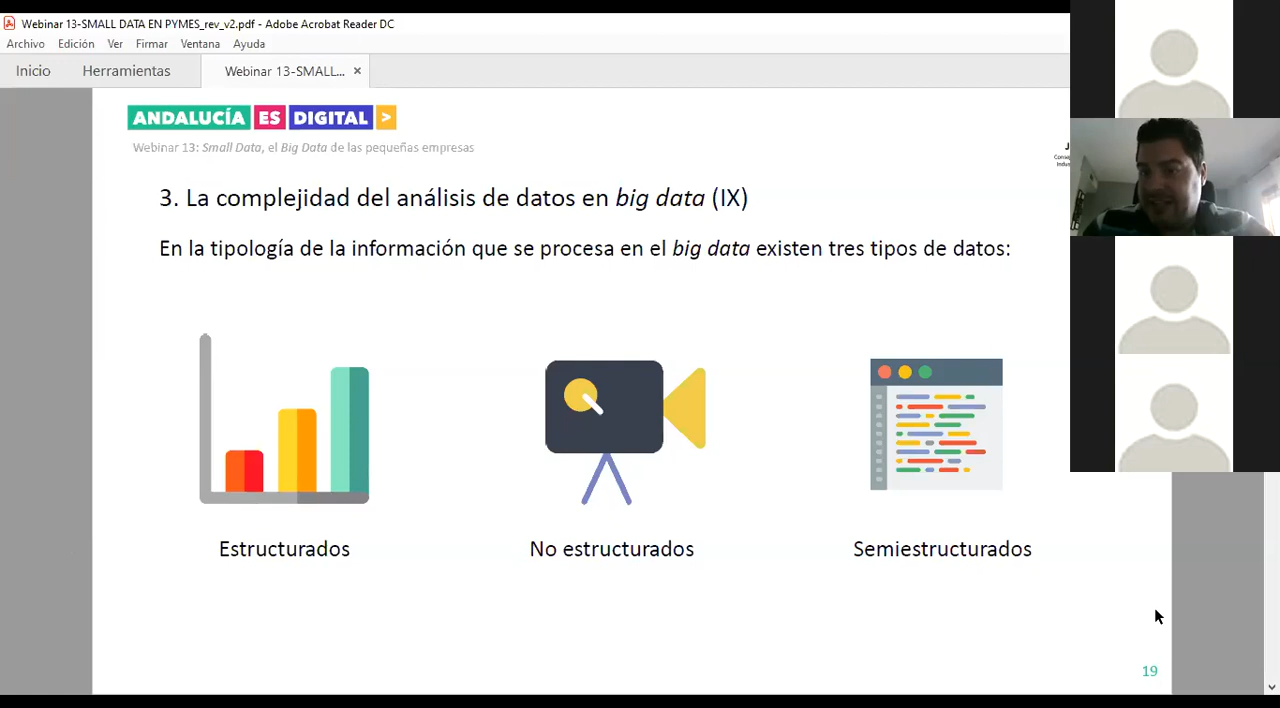 Webinar 13-SMALL DATA EN PYMES_rev_v2.pdf - Adobe Acrobat Reader DC
Archivo Edición Ver Firmar Ventana Ayuda
Inicio Herramientas Webinar 13-SMALL... ×
ANDALUCÍA ES DIGITAL >
Webinar 13: Small Data, el Big Data de las pequeñas empresas
3. La complejidad del análisis de datos en big data (IX)
En la tipología de la información que se procesa en el big data existen tres tipos de datos:
Estructurados No estructurados Semiestructurados
19